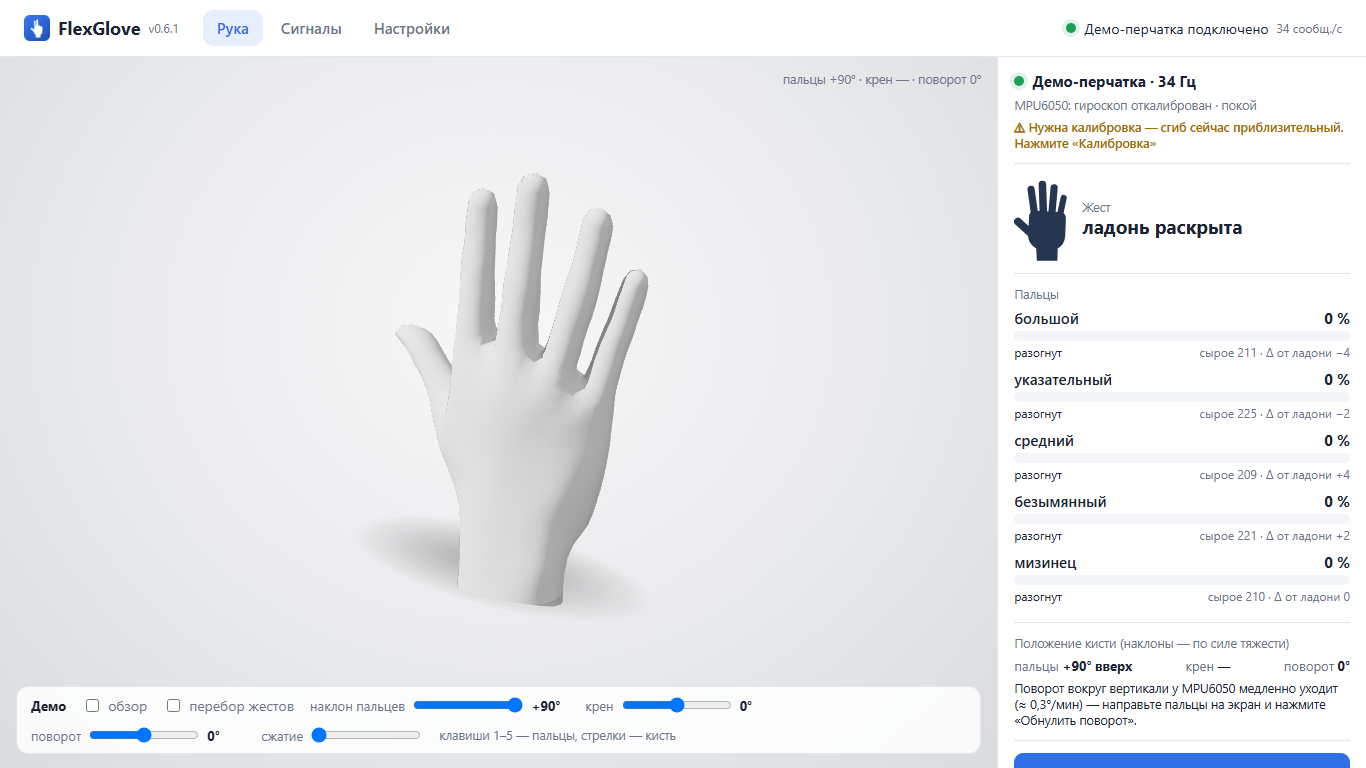 FlexGlove v0.6.1 Рука Сигналы Настройки Демо-перчатка подключено 34 сообщ./с
пальцы +90° · крен — · поворот 0°
Демо-перчатка · 34 Гц
MPU6050: гироскоп откалиброван · покой
⚠ Нужна калибровка — сгиб сейчас приблизительный.
Нажмите «Калибровка»
Жест
ладонь раскрыта
Пальцы
большой 0 %
разогнут сырое 211 · Δ от ладони −4
указательный 0 %
разогнут сырое 225 · Δ от ладони −2
средний 0 %
разогнут сырое 209 · Δ от ладони +4
безымянный 0 %
разогнут сырое 221 · Δ от ладони +2
мизинец 0 %
разогнут сырое 210 · Δ от ладони 0
Положение кисти (наклоны — по силе тяжести)
пальцы +90° вверх крен — поворот 0°
Поворот вокруг вертикали у MPU6050 медленно уходит
(≈ 0,3°/мин) — направьте пальцы на экран и нажмите
«Обнулить поворот».
Демо обзор перебор жестов наклон пальцев +90° крен 0°
поворот 0° сжатие клавиши 1–5 — пальцы, стрелки — кисть